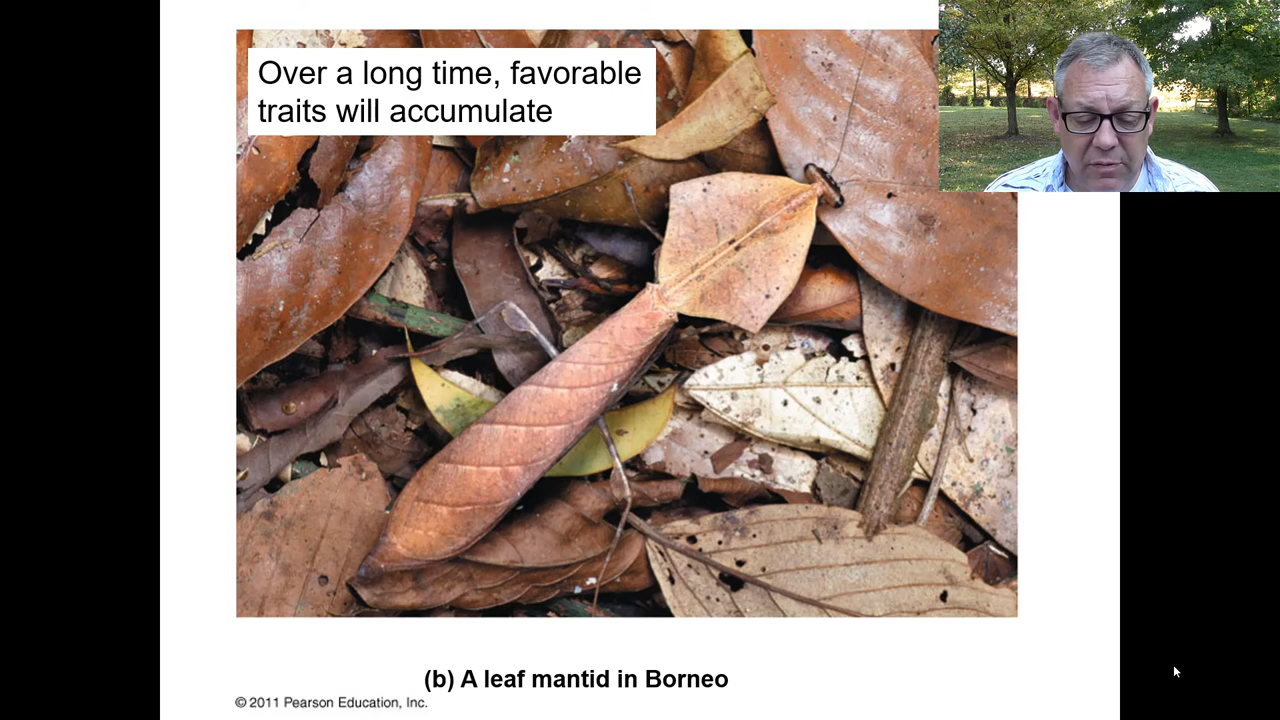 Over a long time, favorable
traits will accumulate
(b) A leaf mantid in Borneo
© 2011 Pearson Education, Inc.